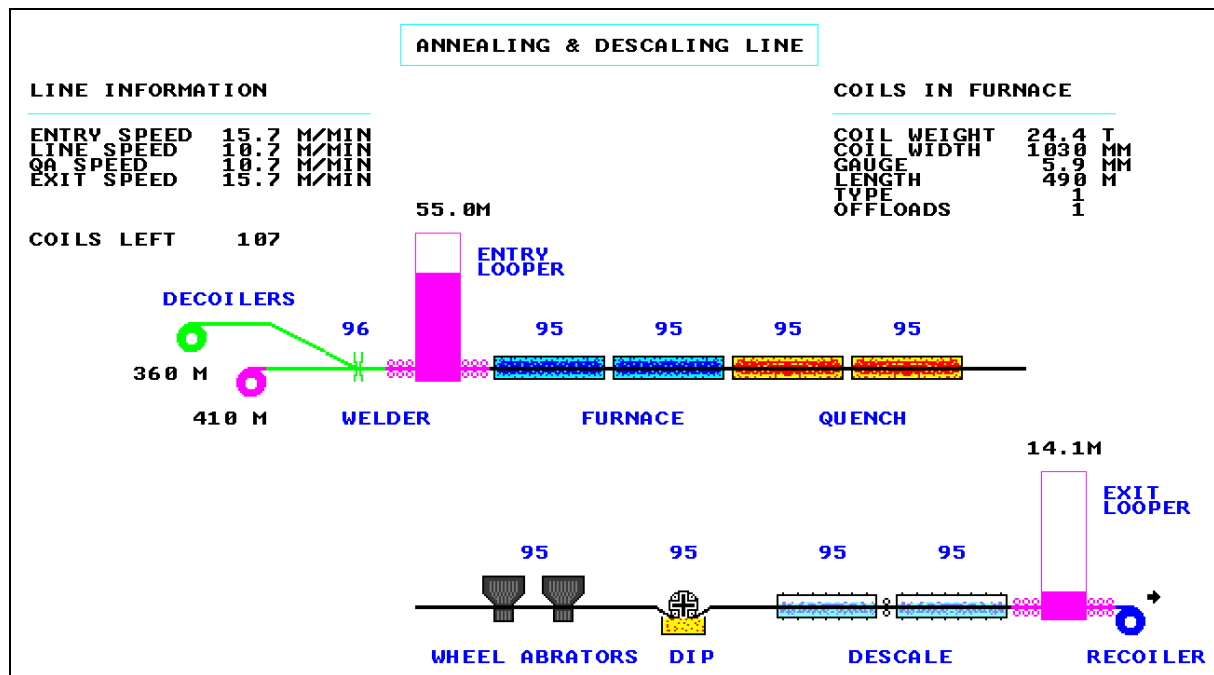 ANNEALING & DESCALING LINE
LINE INFORMATION
ENTRY SPEED 15.7 M/MIN
LINE SPEED 10.7 M/MIN
QA SPEED 10.7 M/MIN
EXIT SPEED 15.7 M/MIN
COILS LEFT 107
COILS IN FURNACE
COIL WEIGHT 24.4 T
COIL WIDTH 1030 MM
GAUGE 5.9 MM
LENGTH 490 M
TYPE 1
OFFLOADS 1
55.0M
ENTRY
LOOPER
DECOILERS
96 95 95 95 95
360 M
410 M
WELDER FURNACE QUENCH
14.1M
EXIT
LOOPER
95 95 95 95
WHEEL ABRATORS DIP DESCALE RECOILER